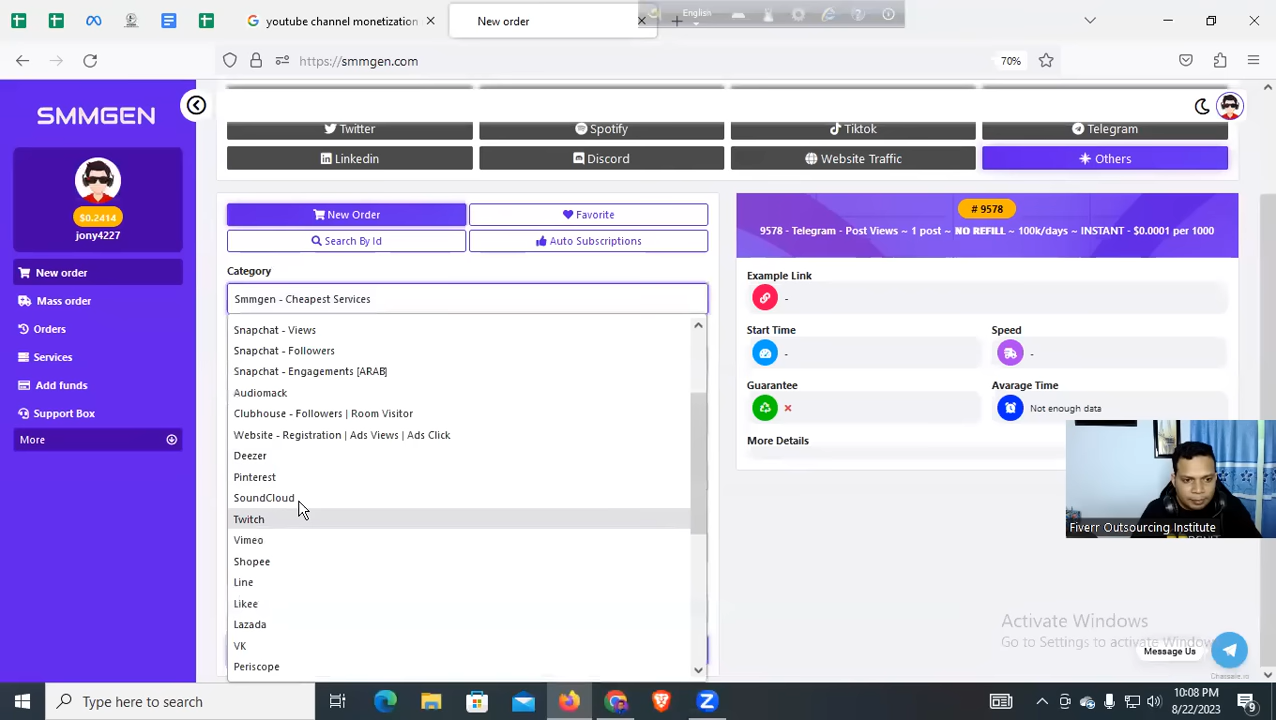 youtube channel monetization
New order
English
https://smmgen.com
70%
SMMGEN
$0.2414
jony4227
New order
Mass order
Orders
Services
Add funds
Support Box
More
Twitter
Spotify
Tiktok
Telegram
Linkedin
Discord
Website Traffic
Others
New Order
Favorite
Search By Id
Auto Subscriptions
Category
Smmgen - Cheapest Services
Snapchat - Views
Snapchat - Followers
Snapchat - Engagements [ARAB]
Audiomack
Clubhouse - Followers | Room Visitor
Website - Registration | Ads Views | Ads Click
Deezer
Pinterest
SoundCloud
Twitch
Vimeo
Shopee
Line
Likee
Lazada
VK
Periscope
# 9578
9578 - Telegram - Post Views ~ 1 post ~ NO REFILL ~ 100k/days ~ INSTANT - $0.0001 per 1000
Example Link
-
Start Time
Speed
-
-
Guarantee
Avarage Time
Not enough data
More Details
Fiverr Outsourcing Institute
Activate Windows
Go to Settings to activate Windows
Message Us
Type here to search
10:08 PM
8/22/2023
9